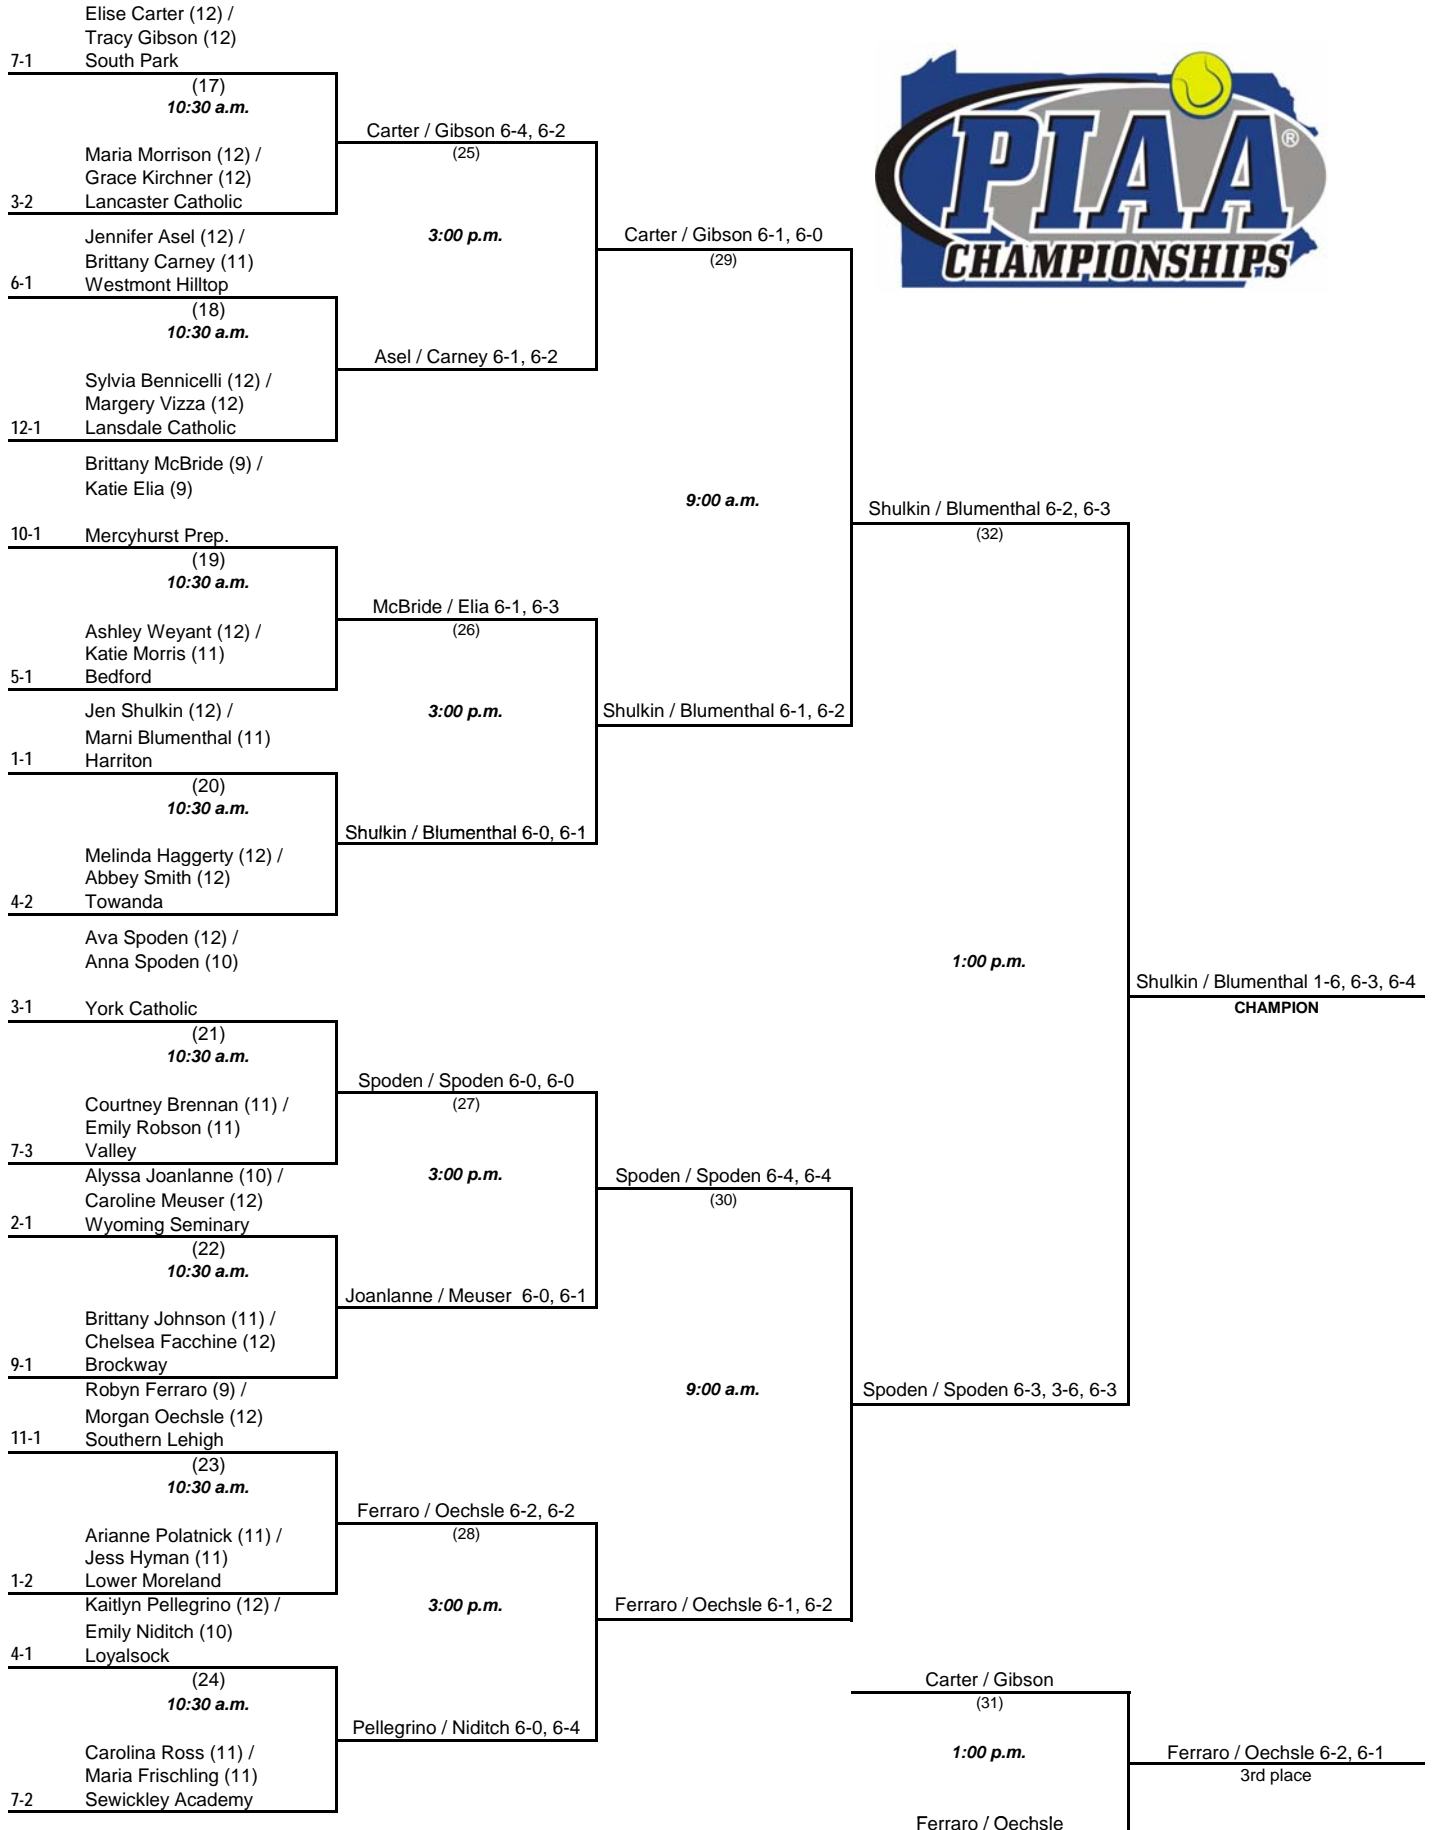 Elise Carter (12) /
Tracy Gibson (12)
7-1 South Park
(17)
10:30 a.m.
Carter / Gibson 6-4, 6-2
(25)
Maria Morrison (12) /
Grace Kirchner (12)
3-2 Lancaster Catholic
PIAA®
CHAMPIONSHIPS
Jennifer Asel (12) /
Brittany Carney (11)
6-1 Westmont Hilltop
3:00 p.m.
Carter / Gibson 6-1, 6-0
(29)
(18)
10:30 a.m.
Asel / Carney 6-1, 6-2
Sylvia Bennicelli (12) /
Margery Vizza (12)
12-1 Lansdale Catholic
Brittany McBride (9) /
Katie Elia (9)
10-1 Mercyhurst Prep.
9:00 a.m.
Shulkin / Blumenthal 6-2, 6-3
(32)
(19)
10:30 a.m.
McBride / Elia 6-1, 6-3
(26)
Ashley Weyant (12) /
Katie Morris (11)
5-1 Bedford
Jen Shulkin (12) /
Marni Blumenthal (11)
1-1 Harriton
3:00 p.m.
Shulkin / Blumenthal 6-1, 6-2
(20)
10:30 a.m.
Shulkin / Blumenthal 6-0, 6-1
Melinda Haggerty (12) /
Abbey Smith (12)
4-2 Towanda
Ava Spoden (12) /
Anna Spoden (10)
3-1 York Catholic
1:00 p.m.
Shulkin / Blumenthal 1-6, 6-3, 6-4
CHAMPION
(21)
10:30 a.m.
Spoden / Spoden 6-0, 6-0
(27)
Courtney Brennan (11) /
Emily Robson (11)
7-3 Valley
Alyssa Joanlanne (10) /
Caroline Meuser (12)
2-1 Wyoming Seminary
3:00 p.m.
Spoden / Spoden 6-4, 6-4
(30)
(22)
10:30 a.m.
Joanlanne / Meuser 6-0, 6-1
Brittany Johnson (11) /
Chelsea Facchine (12)
9-1 Brockway
Robyn Ferraro (9) /
Morgan Oechsle (12)
11-1 Southern Lehigh
9:00 a.m.
Spoden / Spoden 6-3, 3-6, 6-3
(23)
10:30 a.m.
Ferraro / Oechsle 6-2, 6-2
(28)
Arianne Polatnick (11) /
Jess Hyman (11)
1-2 Lower Moreland
Kaitlyn Pellegrino (12) /
Emily Niditch (10)
4-1 Loyalsock
3:00 p.m.
Ferraro / Oechsle 6-1, 6-2
(24)
10:30 a.m.
Pellegrino / Niditch 6-0, 6-4
Carolina Ross (11) /
Maria Frischling (11)
7-2 Sewickley Academy
Carter / Gibson
(31)
1:00 p.m.
Ferraro / Oechsle 6-2, 6-1
3rd place
Ferraro / Oechsle